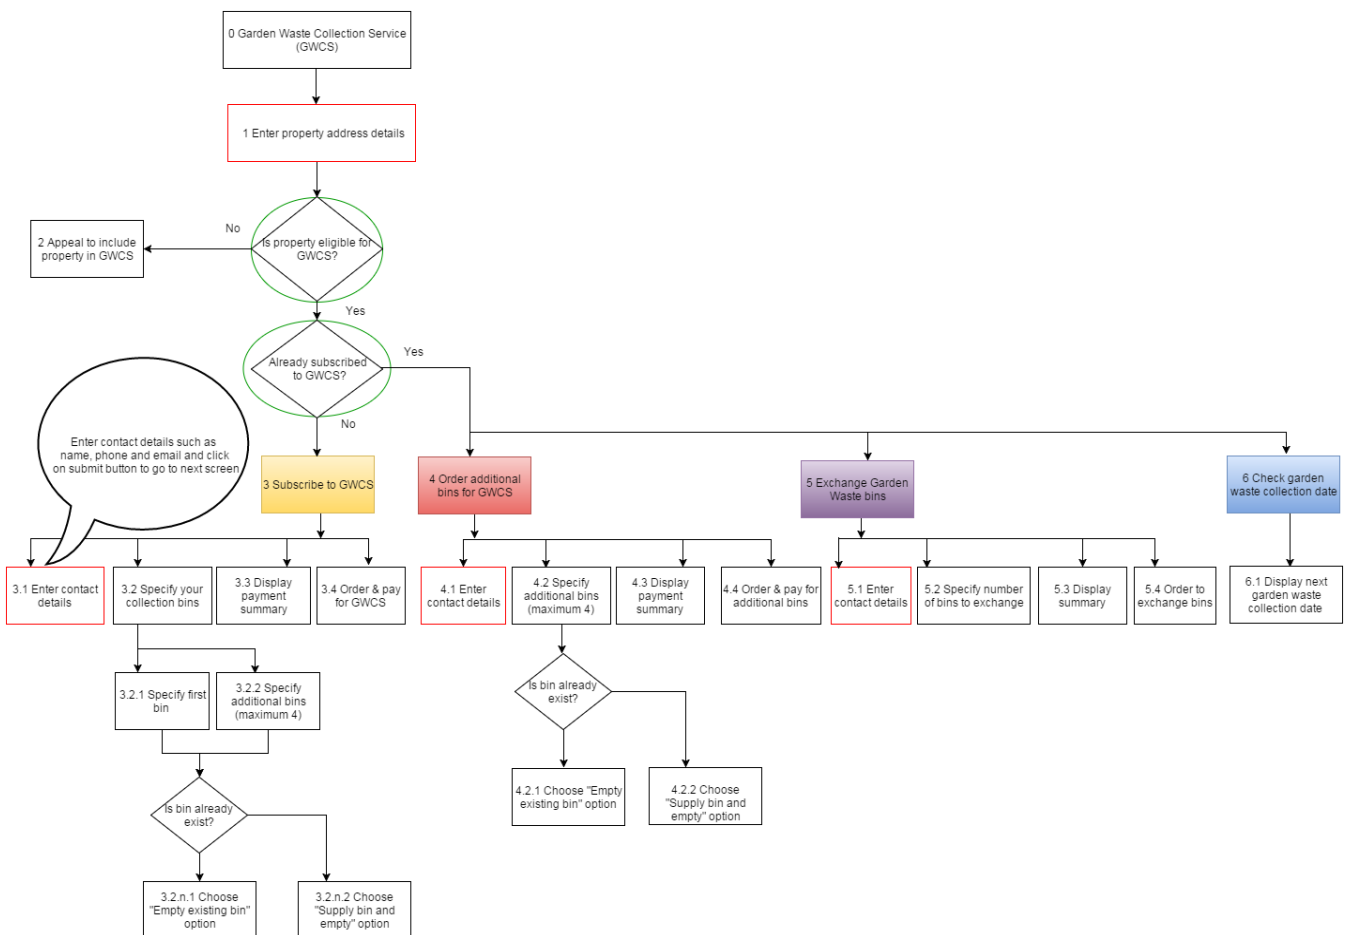 0 Garden Waste Collection Service
(GWCS)
1 Enter property address details
No
2 Appeal to include
property in GWCS
Is property eligible for
GWCS?
Yes
Already subscribed
to GWCS?
Yes
No
Enter contact details such as
name, phone and email and click
on submit button to go to next screen
3 Subscribe to GWCS
4 Order additional
bins for GWCS
5 Exchange Garden
Waste bins
6 Check garden
waste collection date
3.1 Enter contact
details
3.2 Specify your
collection bins
3.3 Display
payment
summary
3.4 Order & pay
for GWCS
4.1 Enter
contact details
4.2 Specify
additional bins
(maximum 4)
4.3 Display
payment
summary
4.4 Order & pay for
additional bins
5.1 Enter
contact details
5.2 Specify number
of bins to exchange
5.3 Display
summary
5.4 Order to
exchange bins
6.1 Display next
garden waste
collection date
3.2.1 Specify first
bin
3.2.2 Specify
additional bins
(maximum 4)
Is bin already
exist?
4.2.1 Choose "Empty
existing bin" option
4.2.2 Choose
"Supply bin and
empty" option
Is bin already
exist?
3.2.n.1 Choose
"Empty existing bin"
option
3.2.n.2 Choose
"Supply bin and
empty" option